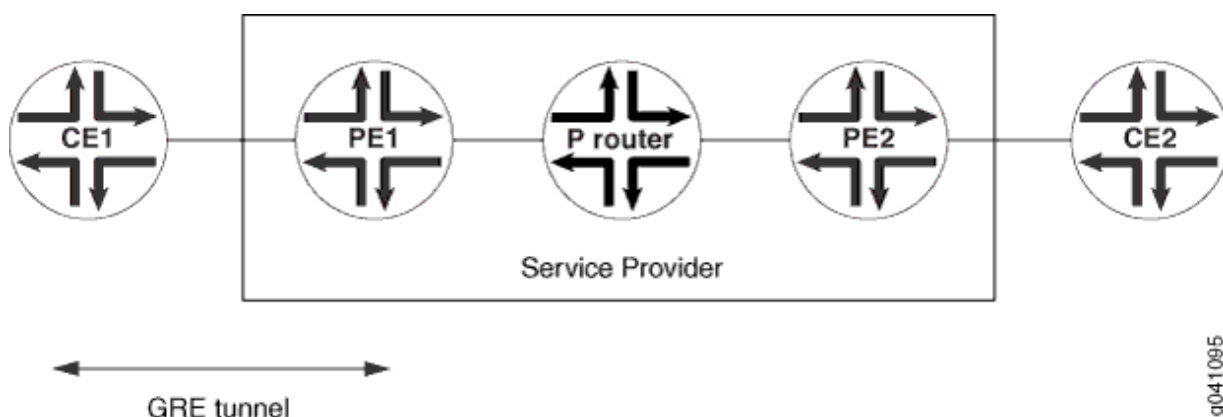 CE1
PE1
P router
PE2
CE2
Service Provider
GRE tunnel
g041095